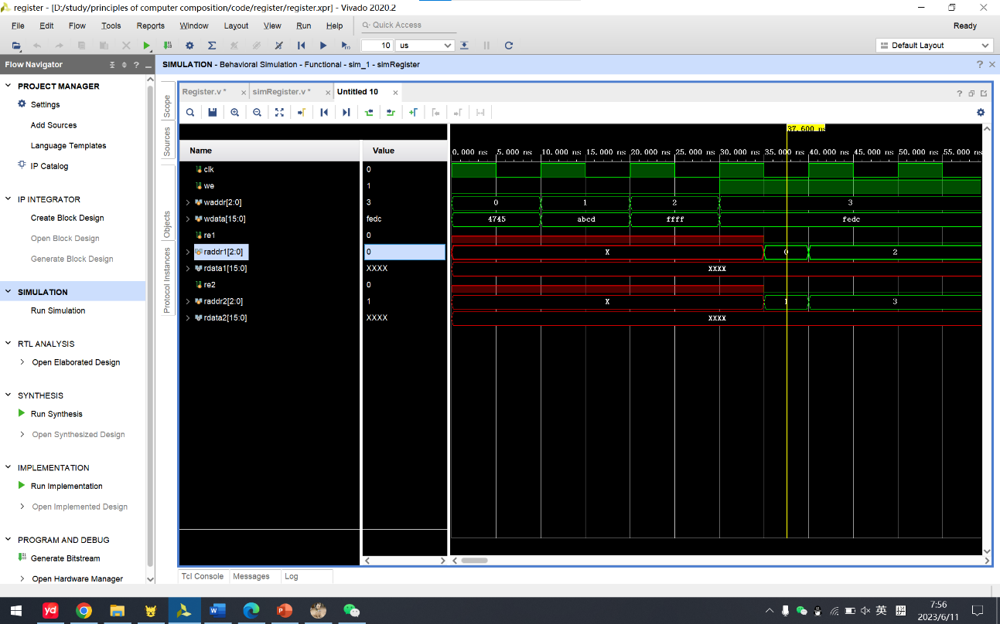 register - [D:/study/principles of computer composition/code/register/register.xpr] - Vivado 2020.2
File Edit Flow Tools Reports Window Layout View Run Help Quick Access Ready
10 us Default Layout
Flow Navigator
SIMULATION - Behavioral Simulation - Functional - sim_1 - simRegister
PROJECT MANAGER
Settings
Add Sources
Language Templates
IP Catalog
IP INTEGRATOR
Create Block Design
Open Block Design
Generate Block Design
SIMULATION
Run Simulation
RTL ANALYSIS
Open Elaborated Design
SYNTHESIS
Run Synthesis
Open Synthesized Design
IMPLEMENTATION
Run Implementation
Open Implemented Design
PROGRAM AND DEBUG
Generate Bitstream
Open Hardware Manager
Scope
Sources
Objects
Protocol Instances
Register.v * simRegister.v * Untitled 10
37.600 ns
Name Value
0.000 ns 5.000 ns 10.000 ns 15.000 ns 20.000 ns 25.000 ns 30.000 ns 35.000 ns 40.000 ns 45.000 ns 50.000 ns 55.000 ns
clk 0
we 1
waddr[2:0] 3 0 1 2 3
wdata[15:0] fedc 4745 abcd ffff fedc
re1 0
raddr1[2:0] 0 X 0 2
rdata1[15:0] XXXX XXXX
re2 0
raddr2[2:0] 1 X 1 3
rdata2[15:0] XXXX XXXX
Tcl Console Messages Log
yd
W
P
英
拼
7:56
2023/6/11